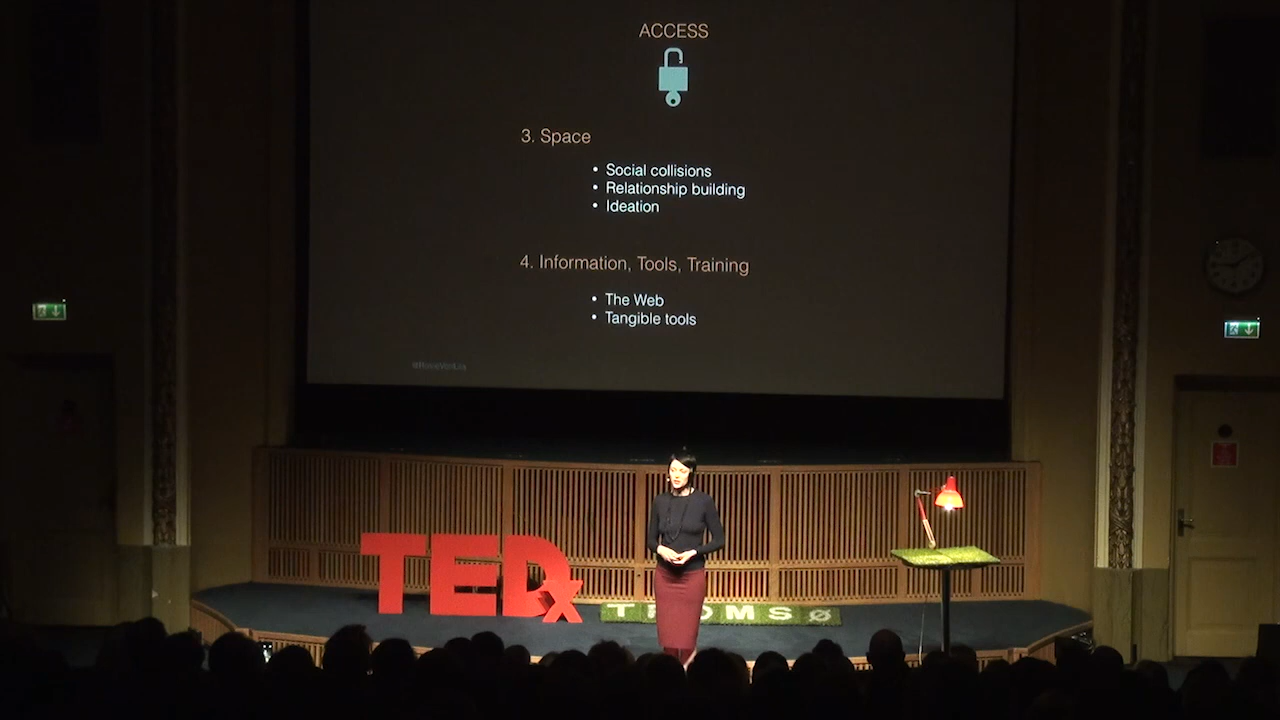 ACCESS
3. Space
• Social collisions
• Relationship building
• Ideation
4. Information, Tools, Training
• The Web
• Tangible tools
TEDx
TROMSØ